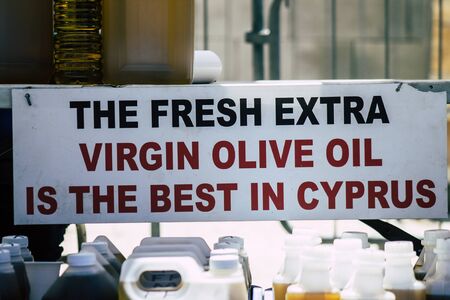 THE FRESH EXTRA
VIRGIN OLIVE OIL
IS THE BEST IN CYPRUS